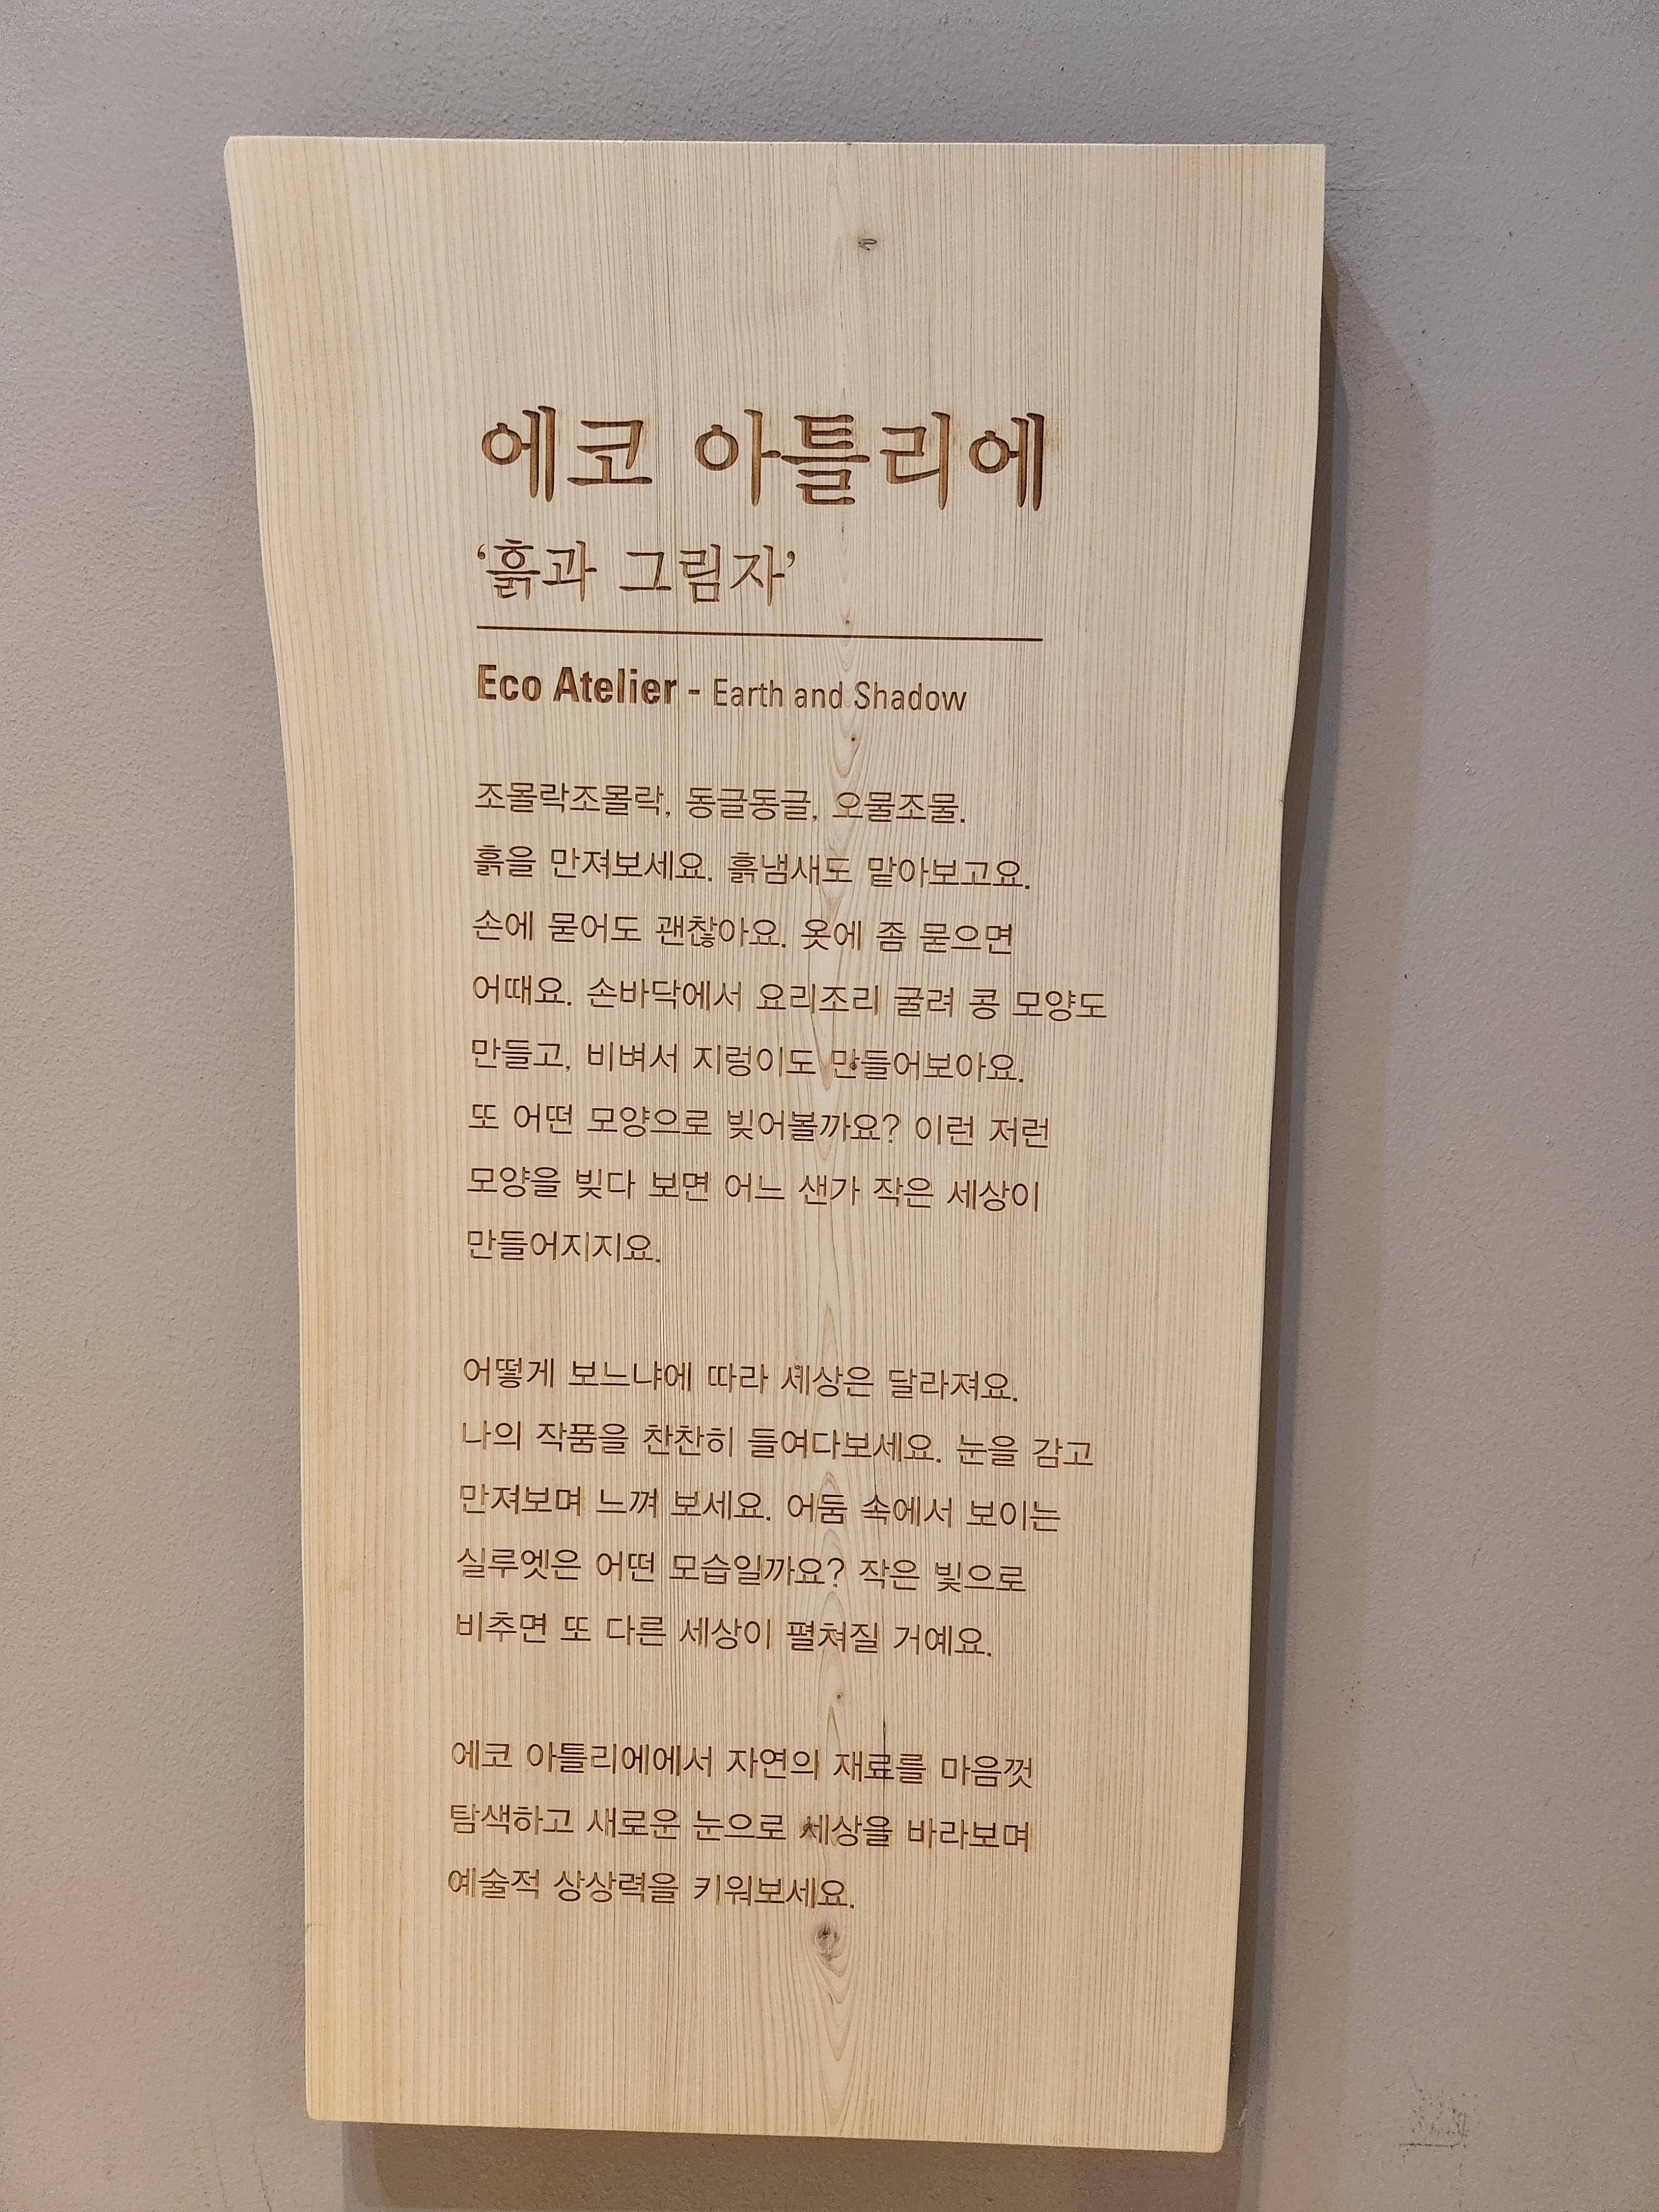 에코 아틀리에
‘흙과 그림자’
Eco Atelier - Earth and Shadow
조몰락조몰락, 동글동글, 오물조물.
흙을 만져보세요. 흙냄새도 맡아보고요.
손에 묻어도 괜찮아요. 옷에 좀 묻으면
어때요. 손바닥에서 요리조리 굴려 콩 모양도
만들고, 비벼서 지렁이도 만들어보아요.
또 어떤 모양으로 빚어볼까요? 이런 저런
모양을 빚다 보면 어느 샌가 작은 세상이
만들어지지요.
어떻게 보느냐에 따라 세상은 달라져요.
나의 작품을 찬찬히 들여다보세요. 눈을 감고
만져보며 느껴 보세요. 어둠 속에서 보이는
실루엣은 어떤 모습일까요? 작은 빛으로
비추면 또 다른 세상이 펼쳐질 거예요.
에코 아틀리에에서 자연의 재료를 마음껏
탐색하고 새로운 눈으로 세상을 바라보며
예술적 상상력을 키워보세요.